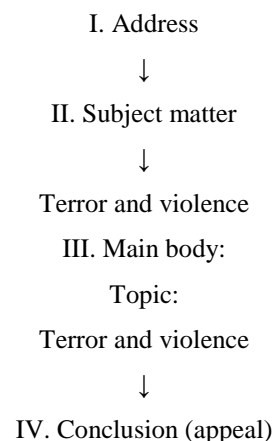 I. Address
↓
II. Subject matter
↓
Terror and violence
III. Main body:
Topic:
Terror and violence
↓
IV. Conclusion (appeal)